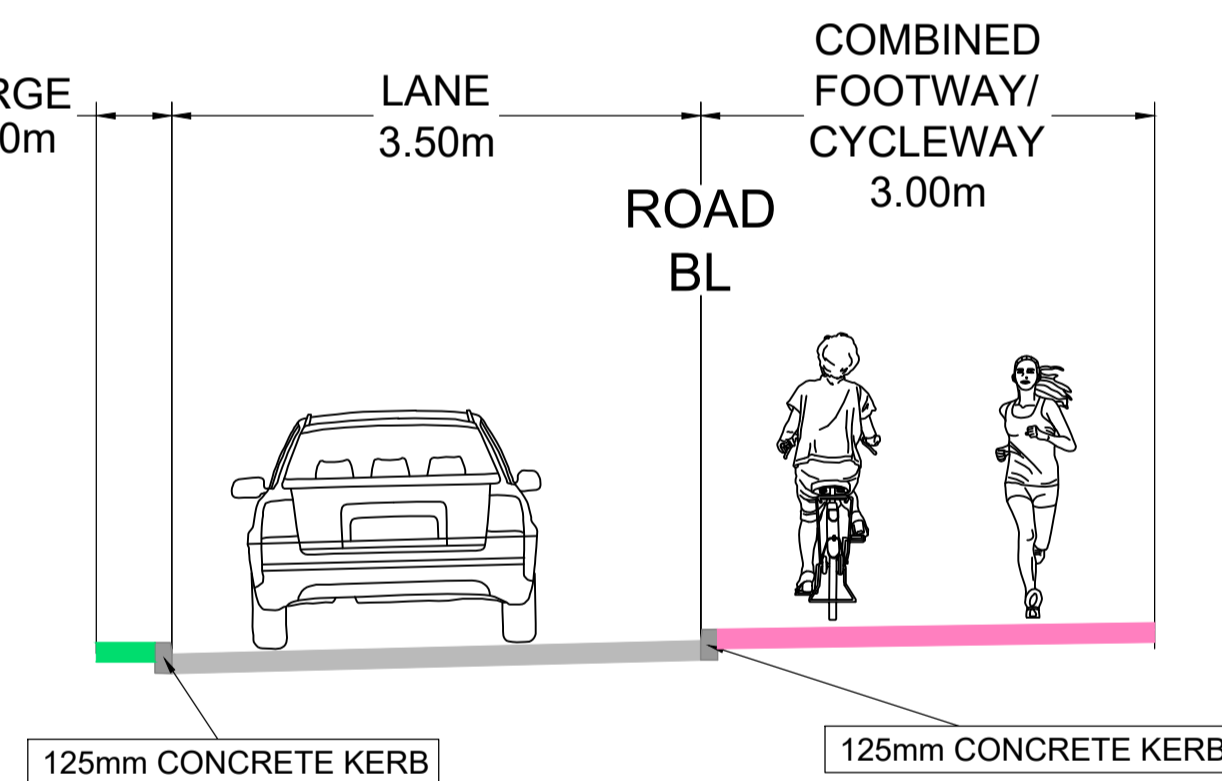 RGE
0m
LANE
3.50m
COMBINED
FOOTWAY/
CYCLEWAY
3.00m
ROAD
BL
125mm CONCRETE KERB
125mm CONCRETE KERB